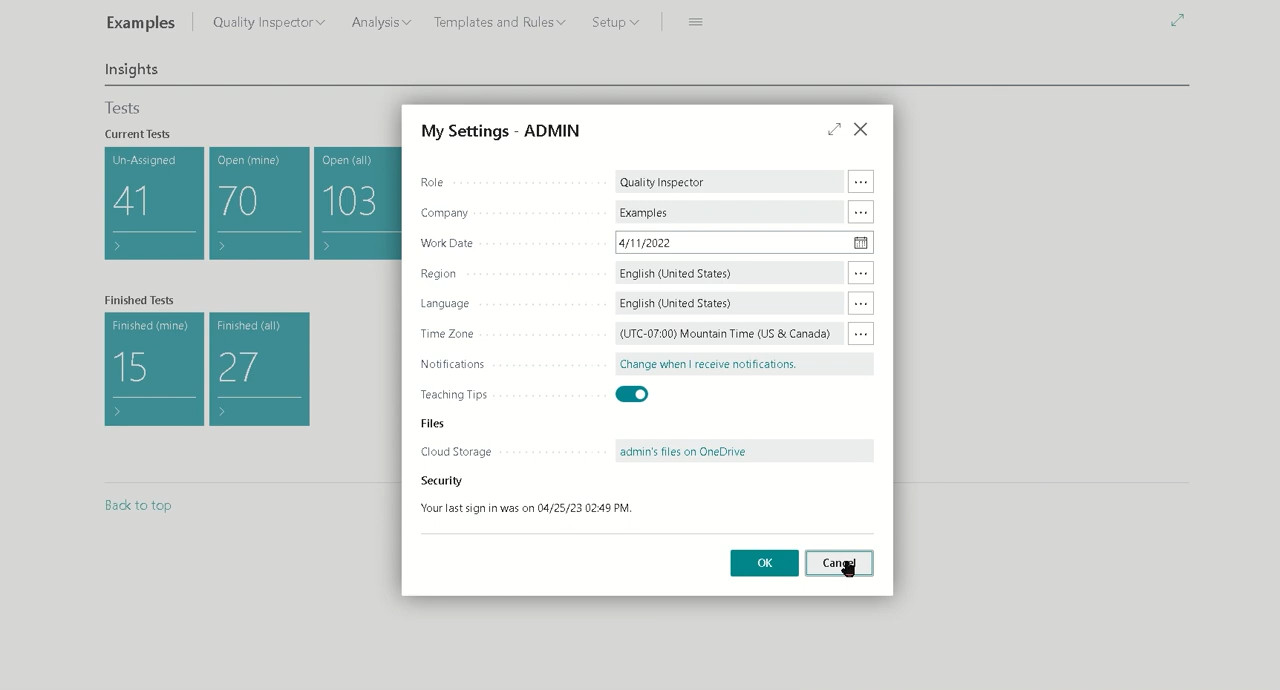 Examples Quality Inspector Analysis Templates and Rules Setup
Insights
Tests
Current Tests
Un-Assigned Open (mine) Open (all)
41 70 103
Finished Tests
Finished (mine) Finished (all)
15 27
Back to top
My Settings - ADMIN
Role Quality Inspector
Company Examples
Work Date 4/11/2022
Region English (United States)
Language English (United States)
Time Zone (UTC-07:00) Mountain Time (US & Canada)
Notifications Change when I receive notifications.
Teaching Tips
Files
Cloud Storage admin's files on OneDrive
Security
Your last sign in was on 04/25/23 02:49 PM.
OK Cancel